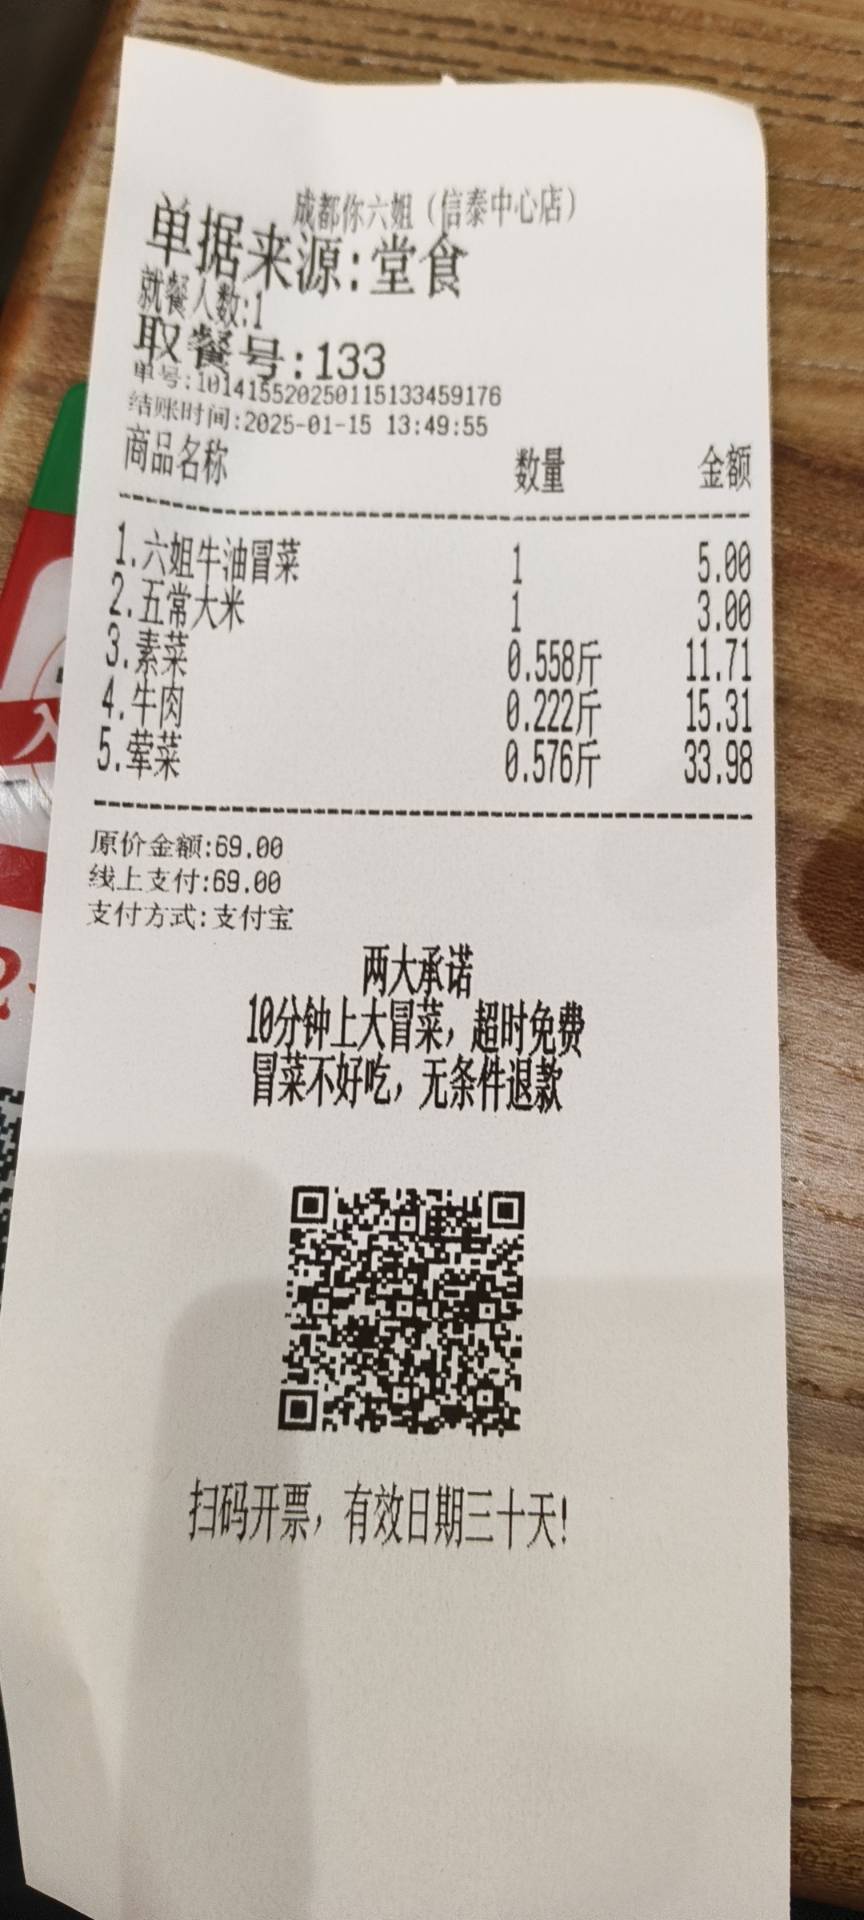 成都你六姐（信泰中心店）
单据来源:堂食
就餐人数:1
取餐号:133
单号:10141552025011513345­9176
结账时间:2025-01-15 13:49:55
商品名称 数量 金额
1.六姐牛油冒菜 1 5.00
2.五常大米 1 3.00
3.素菜 0.558斤 11.71
4.牛肉 0.222斤 15.31
5.荤菜 0.576斤 33.98
原价金额:69.00
线上支付:69.00
支付方式:支付宝
两大承诺
10分钟上大冒菜，超时免费
冒菜不好吃，无条件退款
扫码开票，有效日期三十天!